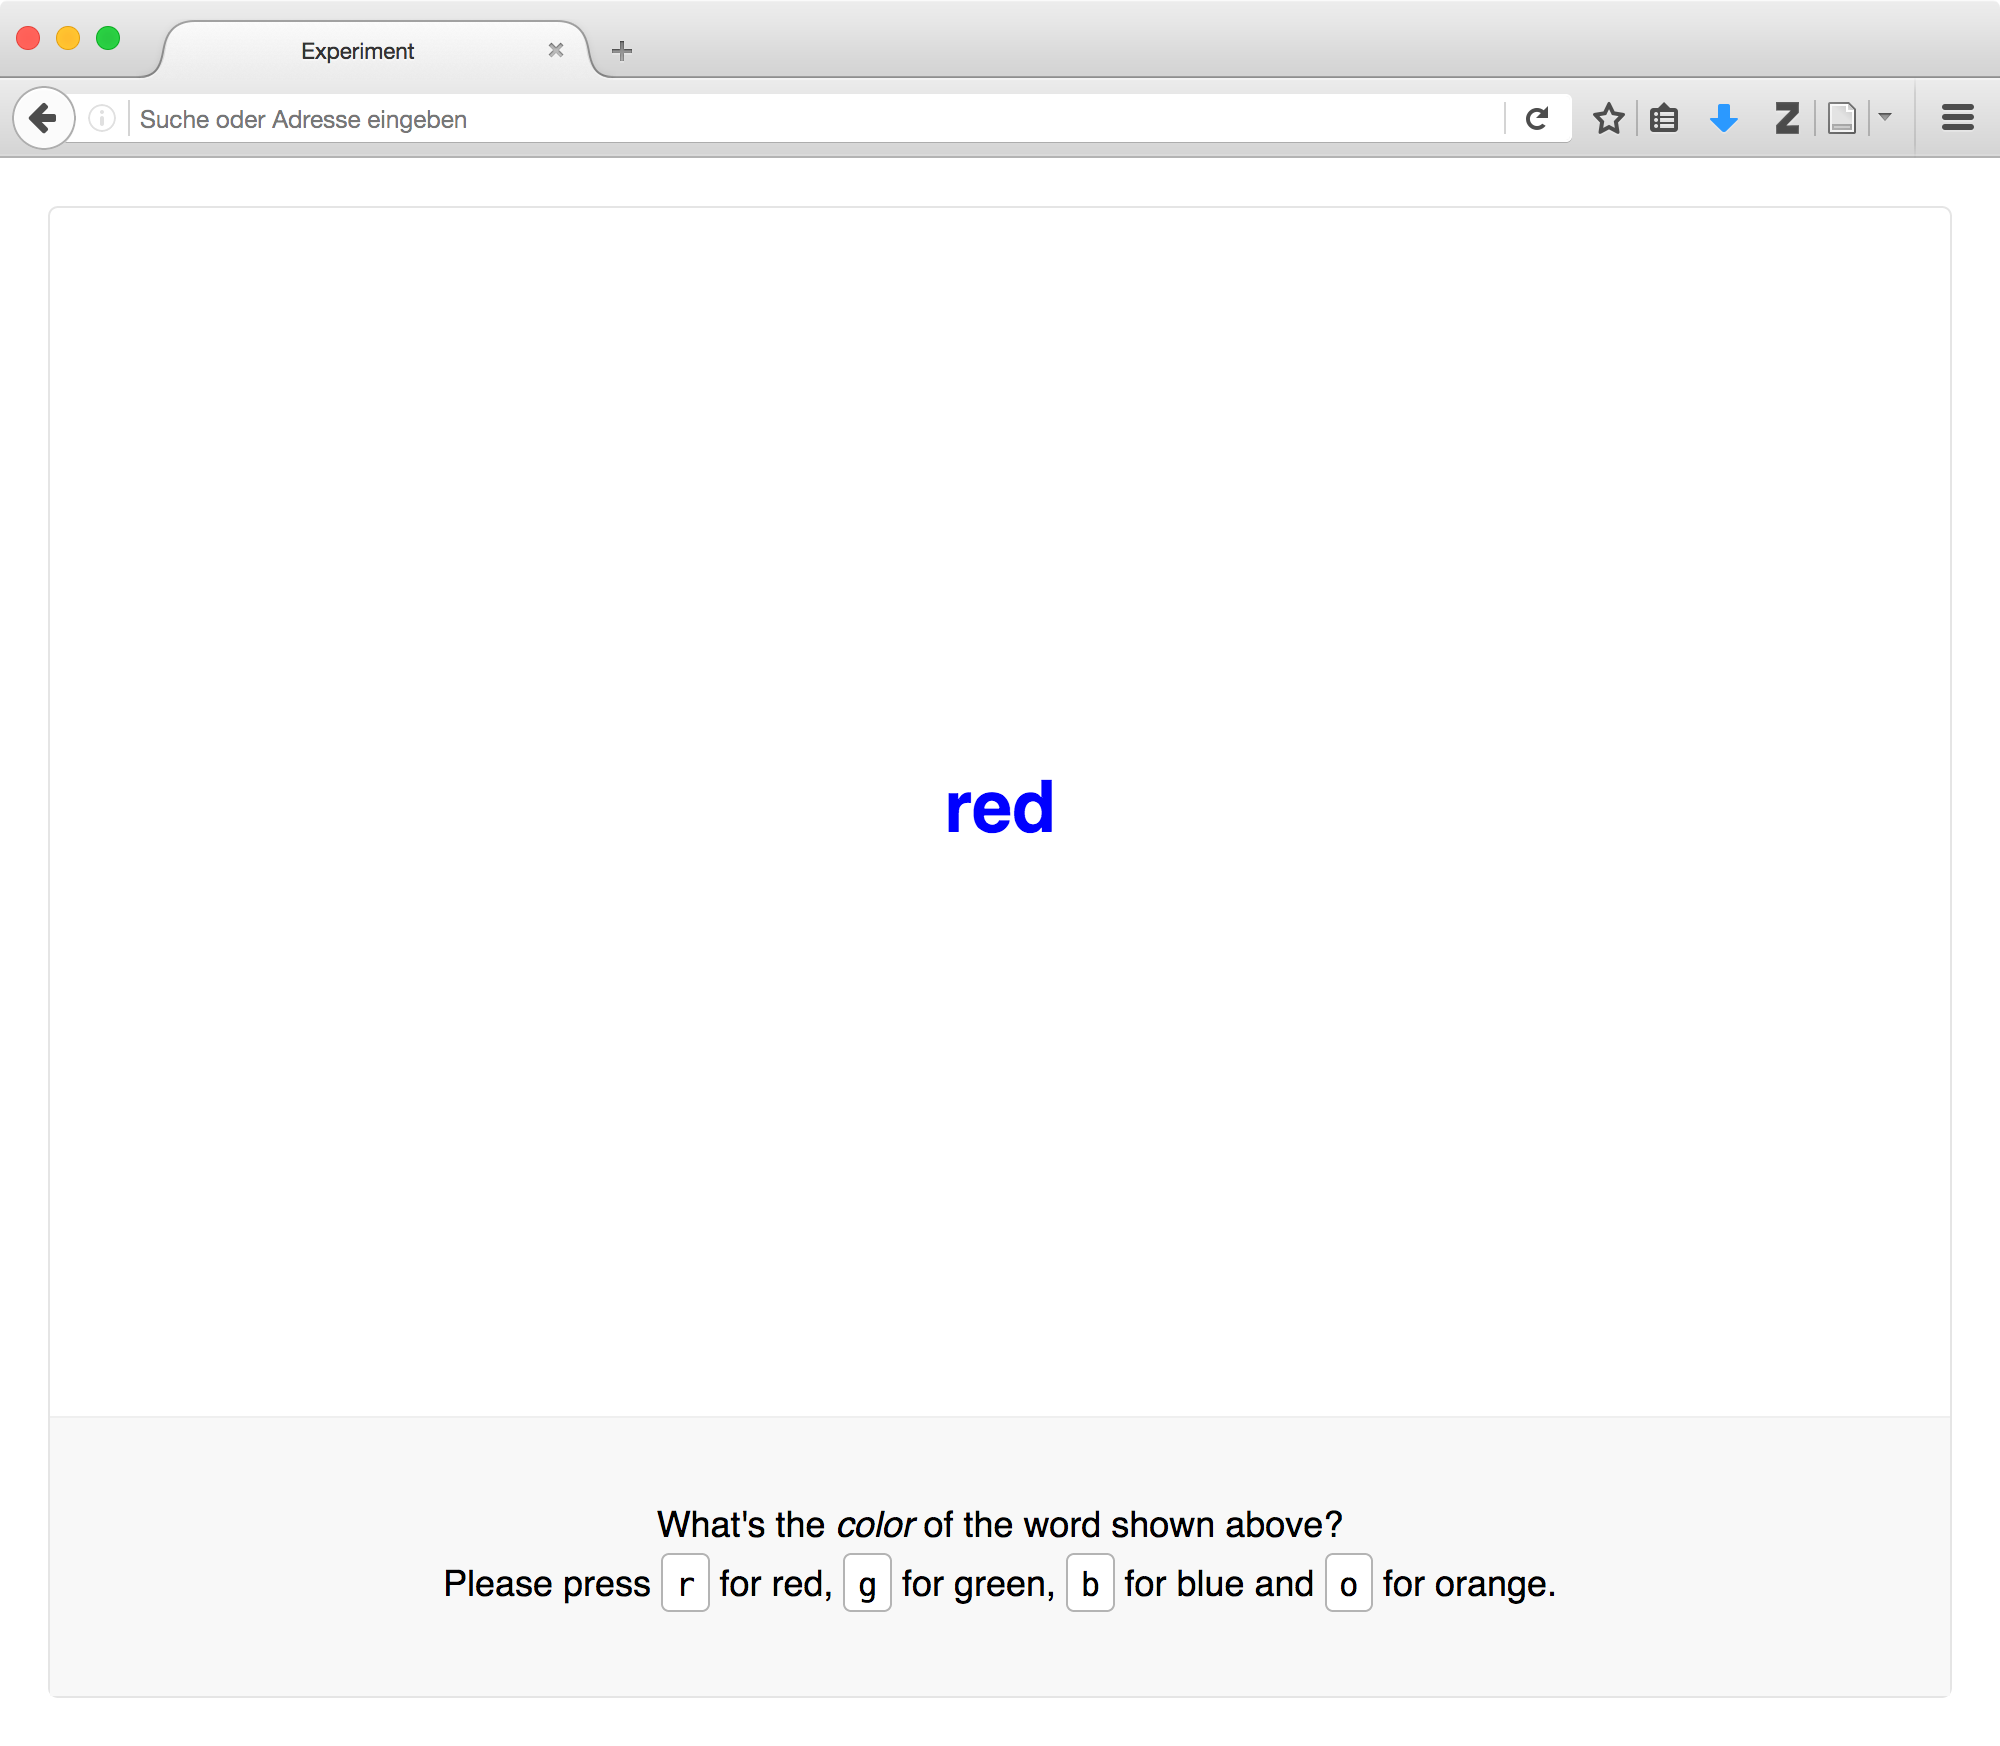 Experiment
Suche oder Adresse eingeben
red
What's the color of the word shown above?
Please press r for red, g for green, b for blue and o for orange.